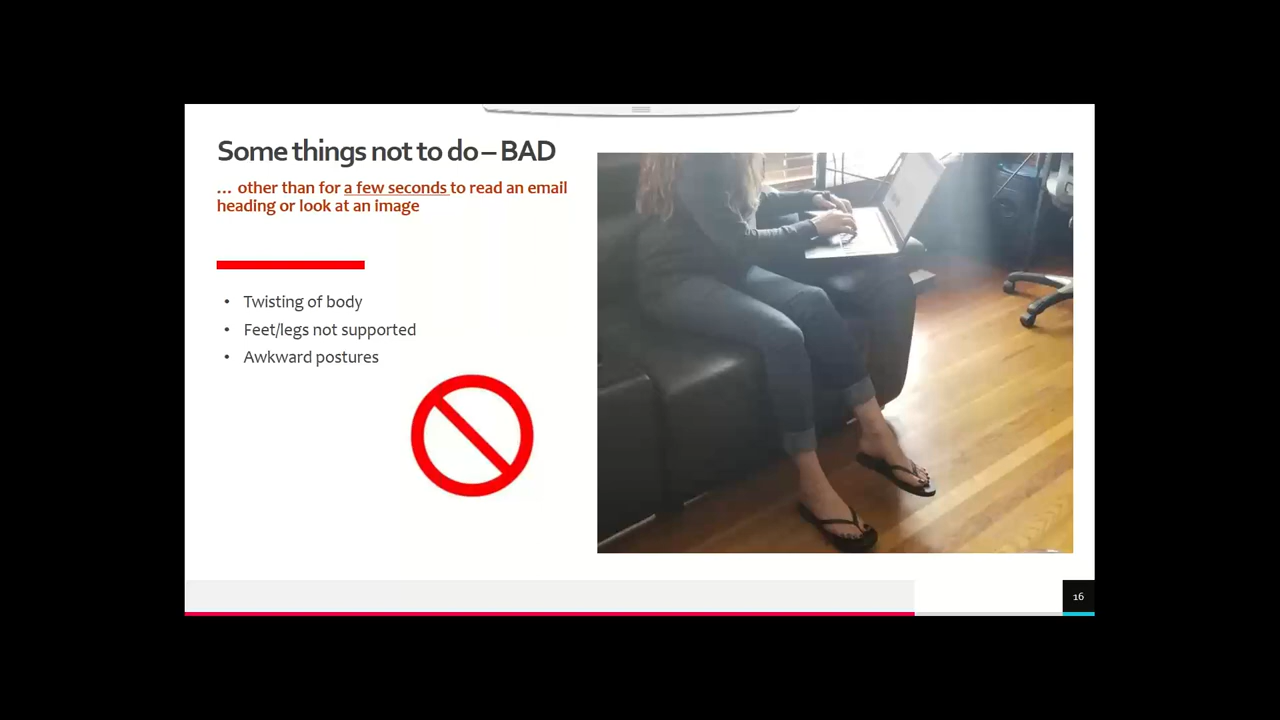 Some things not to do – BAD
… other than for a few seconds to read an email
heading or look at an image
• Twisting of body
• Feet/legs not supported
• Awkward postures
16